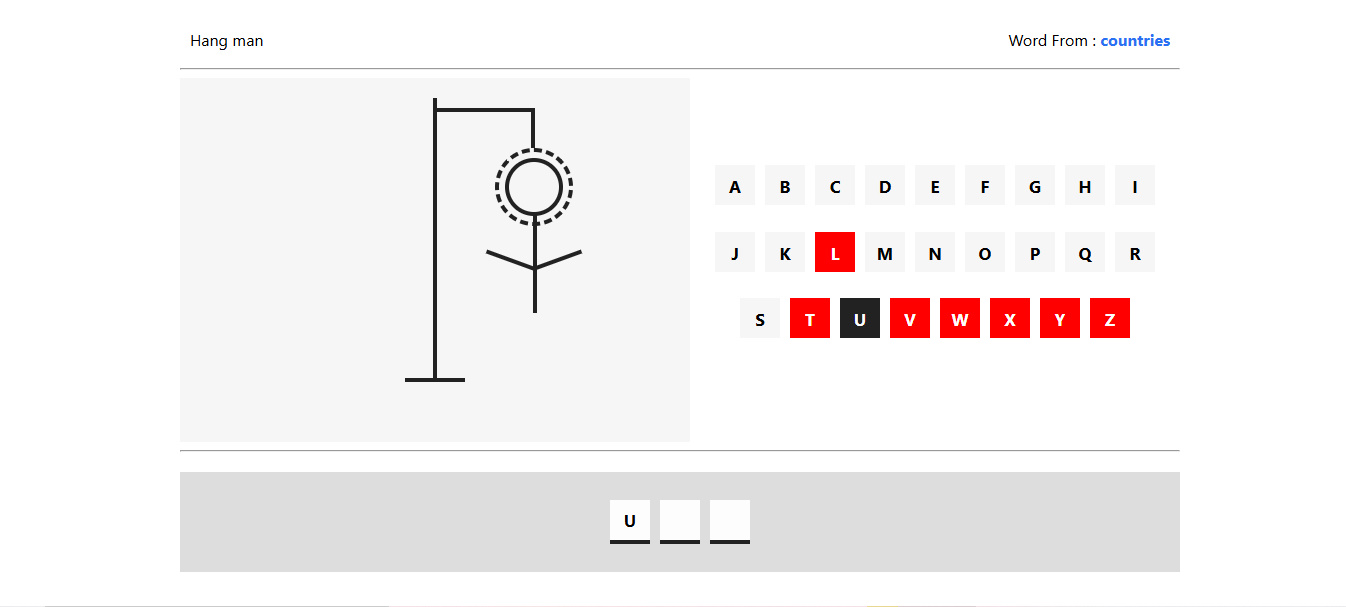 Hang man
Word From : countries
A B C D E F G H I
J K L M N O P Q R
S T U V W X Y Z
U